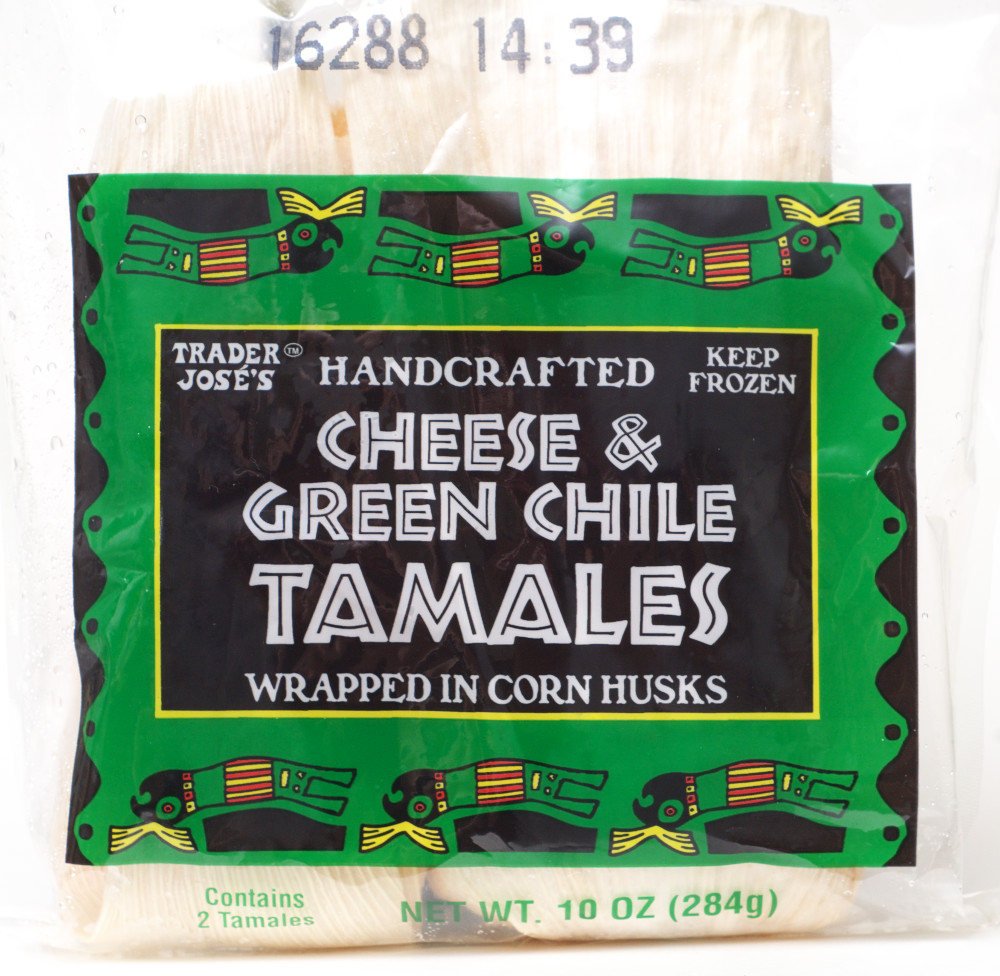 16288 14:39
TRADER™
JOSÉ'S
HANDCRAFTED
KEEP
FROZEN
CHEESE &
GREEN CHILE
TAMALES
WRAPPED IN CORN HUSKS
Contains
2 Tamales
NET WT. 10 OZ (284g)